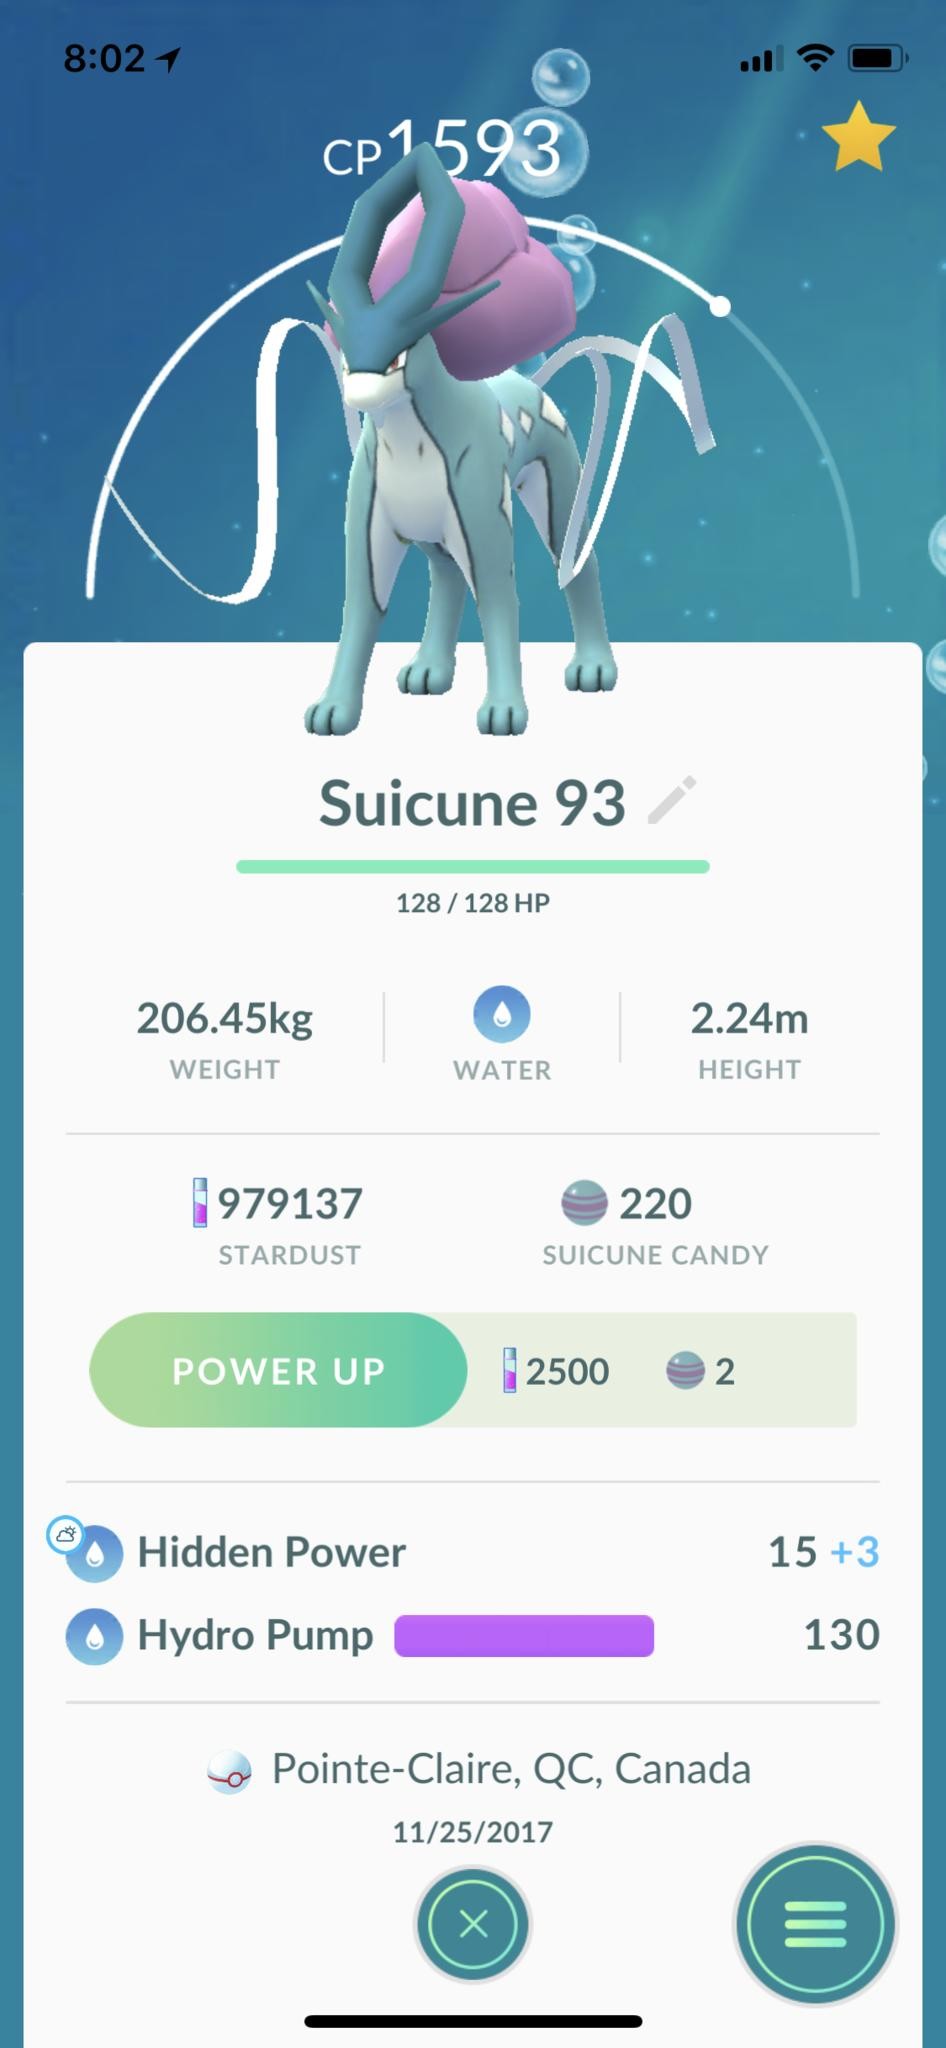 8:02
CP1593
Suicune 93
128 / 128 HP
206.45kg
WEIGHT
WATER
2.24m
HEIGHT
979137
STARDUST
220
SUICUNE CANDY
POWER UP 2500 2
Hidden Power 15 +3
Hydro Pump 130
Pointe-Claire, QC, Canada
11/25/2017